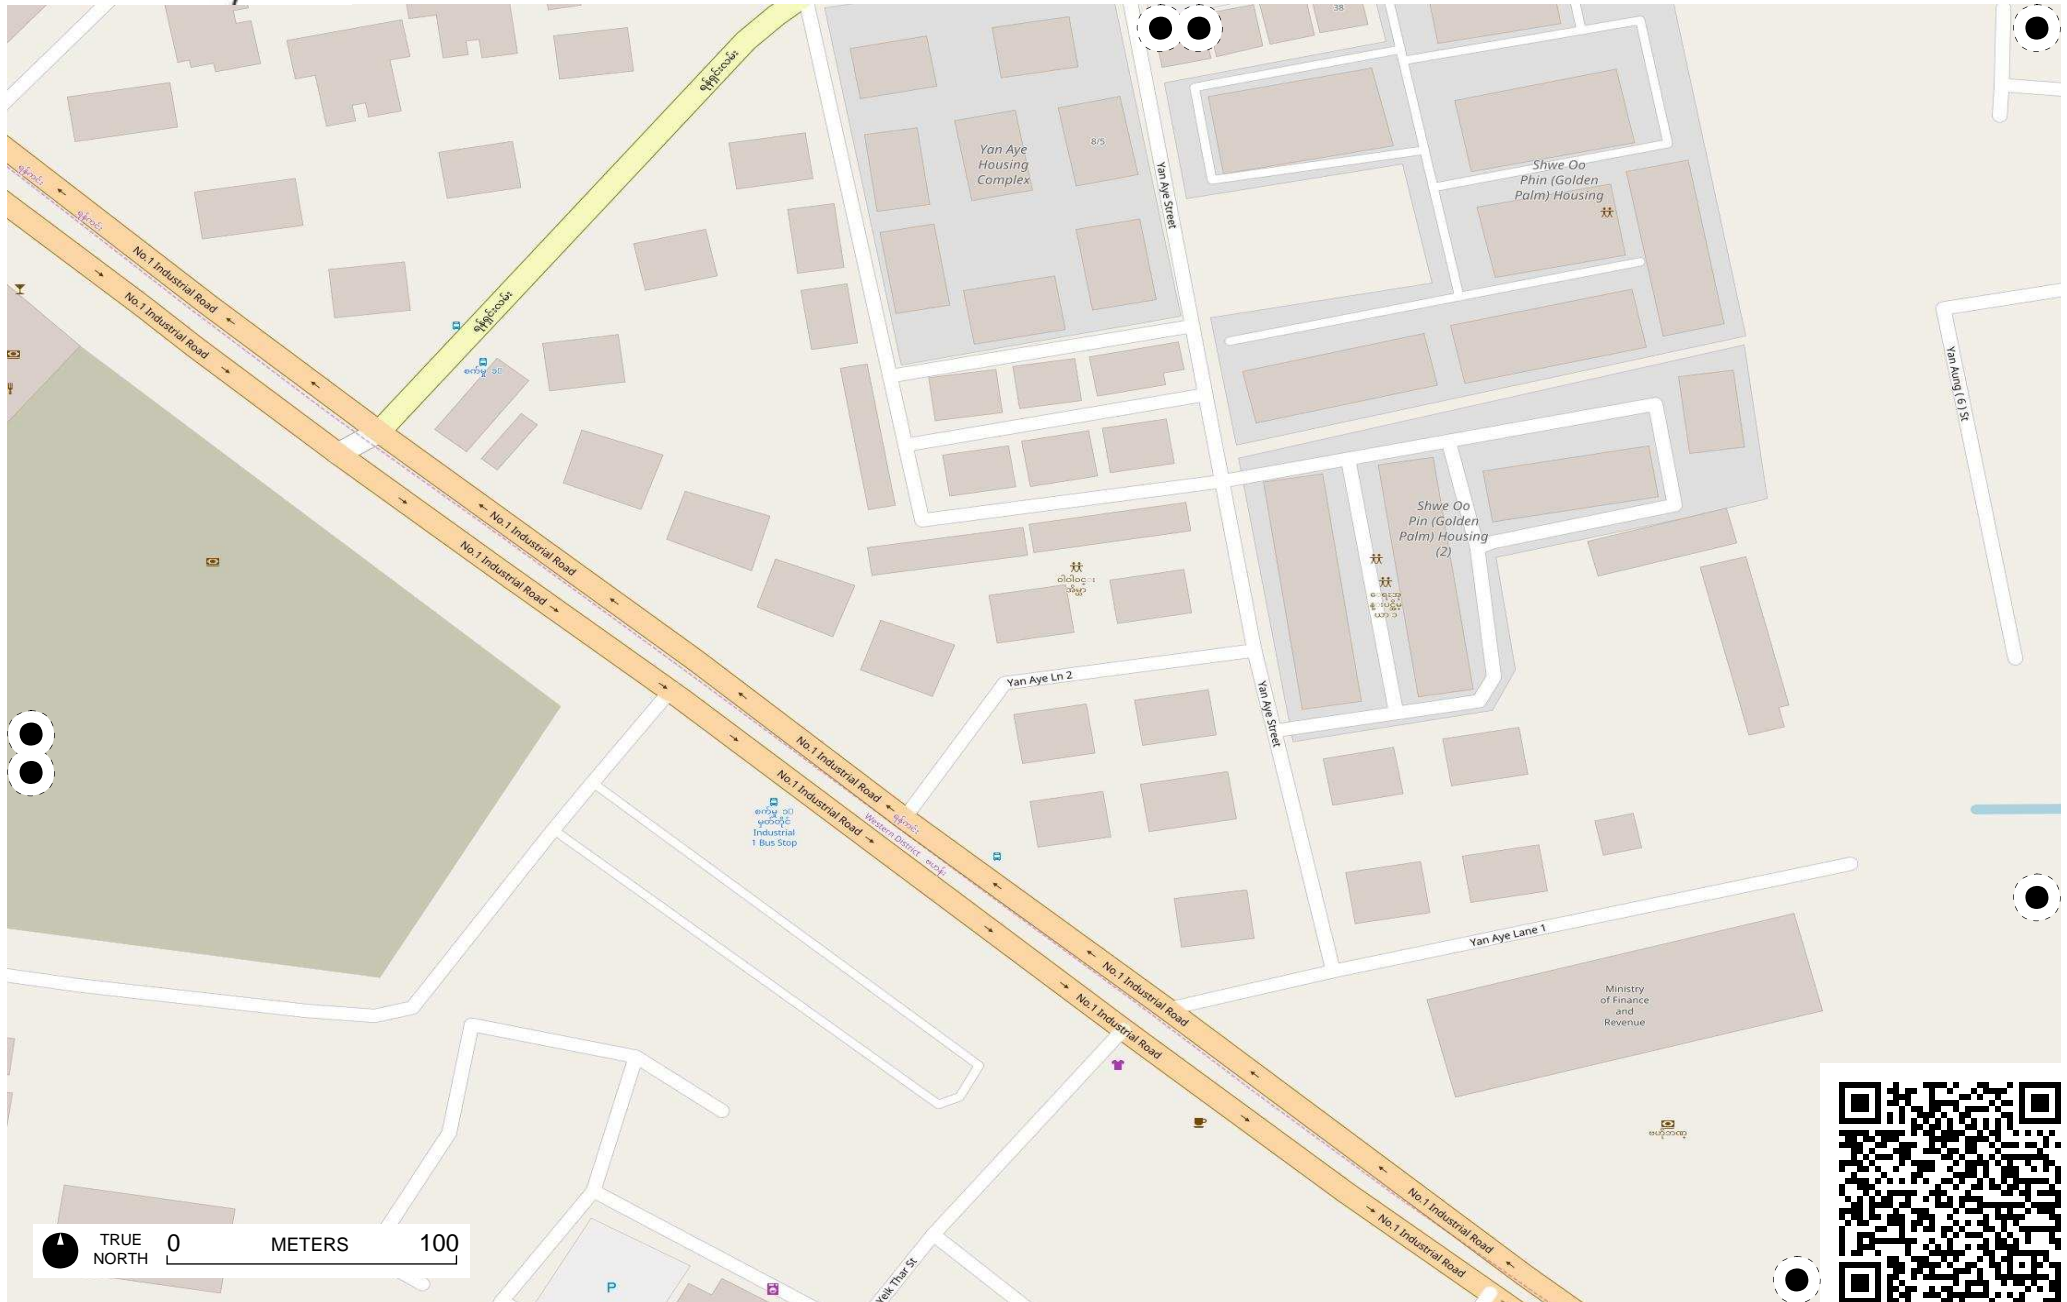 38
Yan Aye
Housing
Complex
8/5
Yan Aye Street
Shwe Oo
Phin (Golden
Palm) Housing
No.1 Industrial Road
No.1 Industrial Road
Yan Aung ( 6 ) St
No.1 Industrial Road
No.1 Industrial Road
Shwe Oo
Pin (Golden
Palm) Housing
(2)
Yan Aye Ln 2
Yan Aye Street
No.1 Industrial Road
No.1 Industrial Road
Industrial
1 Bus Stop
Western District
Yan Aye Lane 1
No.1 Industrial Road
No.1 Industrial Road
Ministry
of Finance
and
Revenue
No.1 Industrial Road
No.1 Industrial Road
Yeik Thar St
P
TRUE
NORTH
0 METERS 100